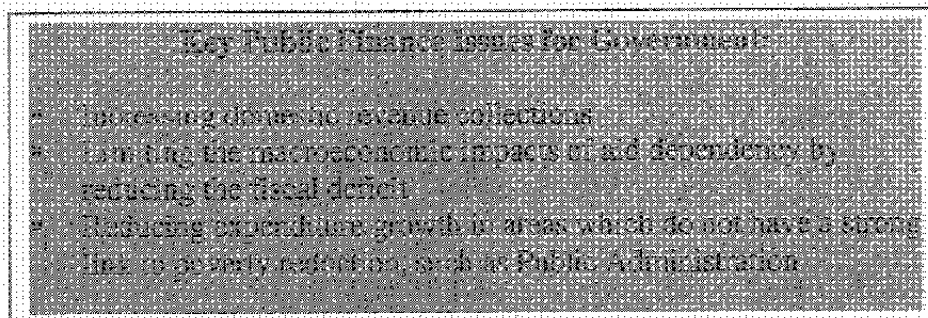 Key Public Finance Issues for Government:
• Increasing domestic revenue collections
• Limiting the macroeconomic impacts of aid dependency by
reducing the fiscal deficit
• Reducing expenditure growth in areas which do not have a strong
link to poverty reduction, such as Public Administration